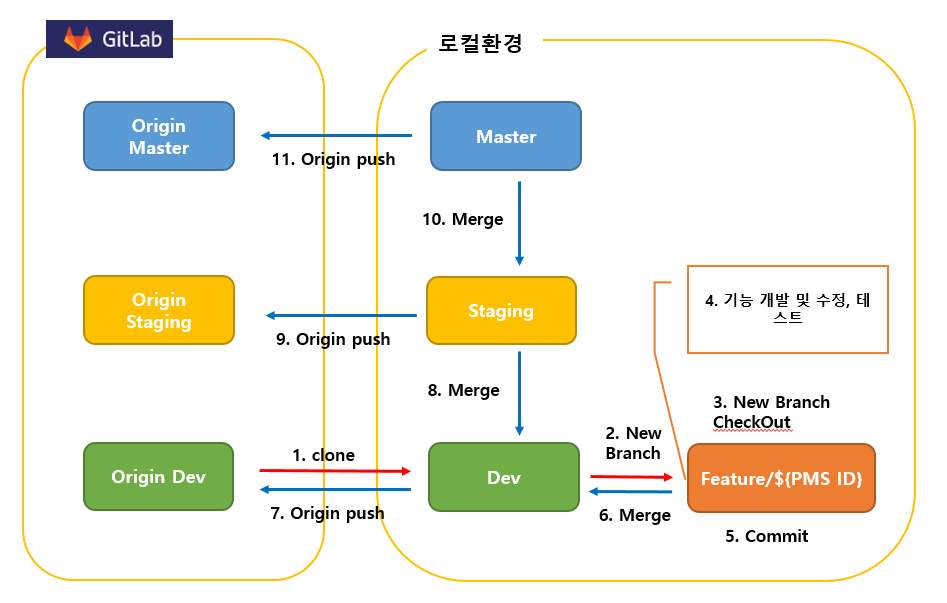 GitLab
로컬환경
Origin
Master
Master
11. Origin push
10. Merge
Origin
Staging
Staging
9. Origin push
4. 기능 개발 및 수정, 테
스트
8. Merge
3. New Branch
CheckOut
2. New
Branch
1. clone
Origin Dev
Dev
Feature/${PMS ID}
7. Origin push
6. Merge
5. Commit